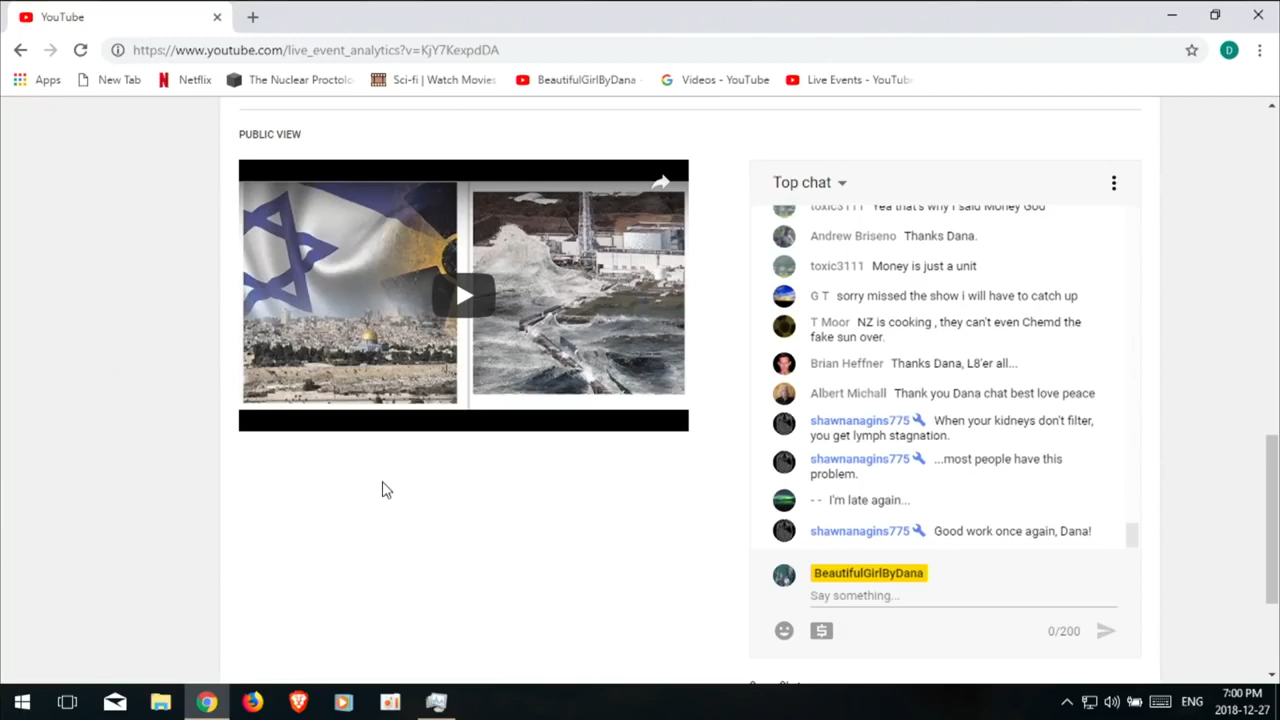 YouTube
https://www.youtube.com/live_event_analytics?v=KjY7KexpdDA
D
Apps
New Tab
Netflix
The Nuclear Proctolo
Sci-fi | Watch Movies
BeautifulGirlByDana -
Videos - YouTube
Live Events - YouTube
PUBLIC VIEW
Top chat
toxic3111 Yea that's why I said Money God
Andrew Briseno Thanks Dana.
toxic3111 Money is just a unit
G T sorry missed the show i will have to catch up
T Moor NZ is cooking , they can't even Chemd the
fake sun over.
Brian Heffner Thanks Dana, L8'er all...
Albert Michall Thank you Dana chat best love peace
shawnanagins775 When your kidneys don't filter,
you get lymph stagnation.
shawnanagins775 ...most people have this
problem.
- - I'm late again...
shawnanagins775 Good work once again, Dana!
BeautifulGirlByDana
Say something...
$
0/200
ENG
7:00 PM
2018-12-27